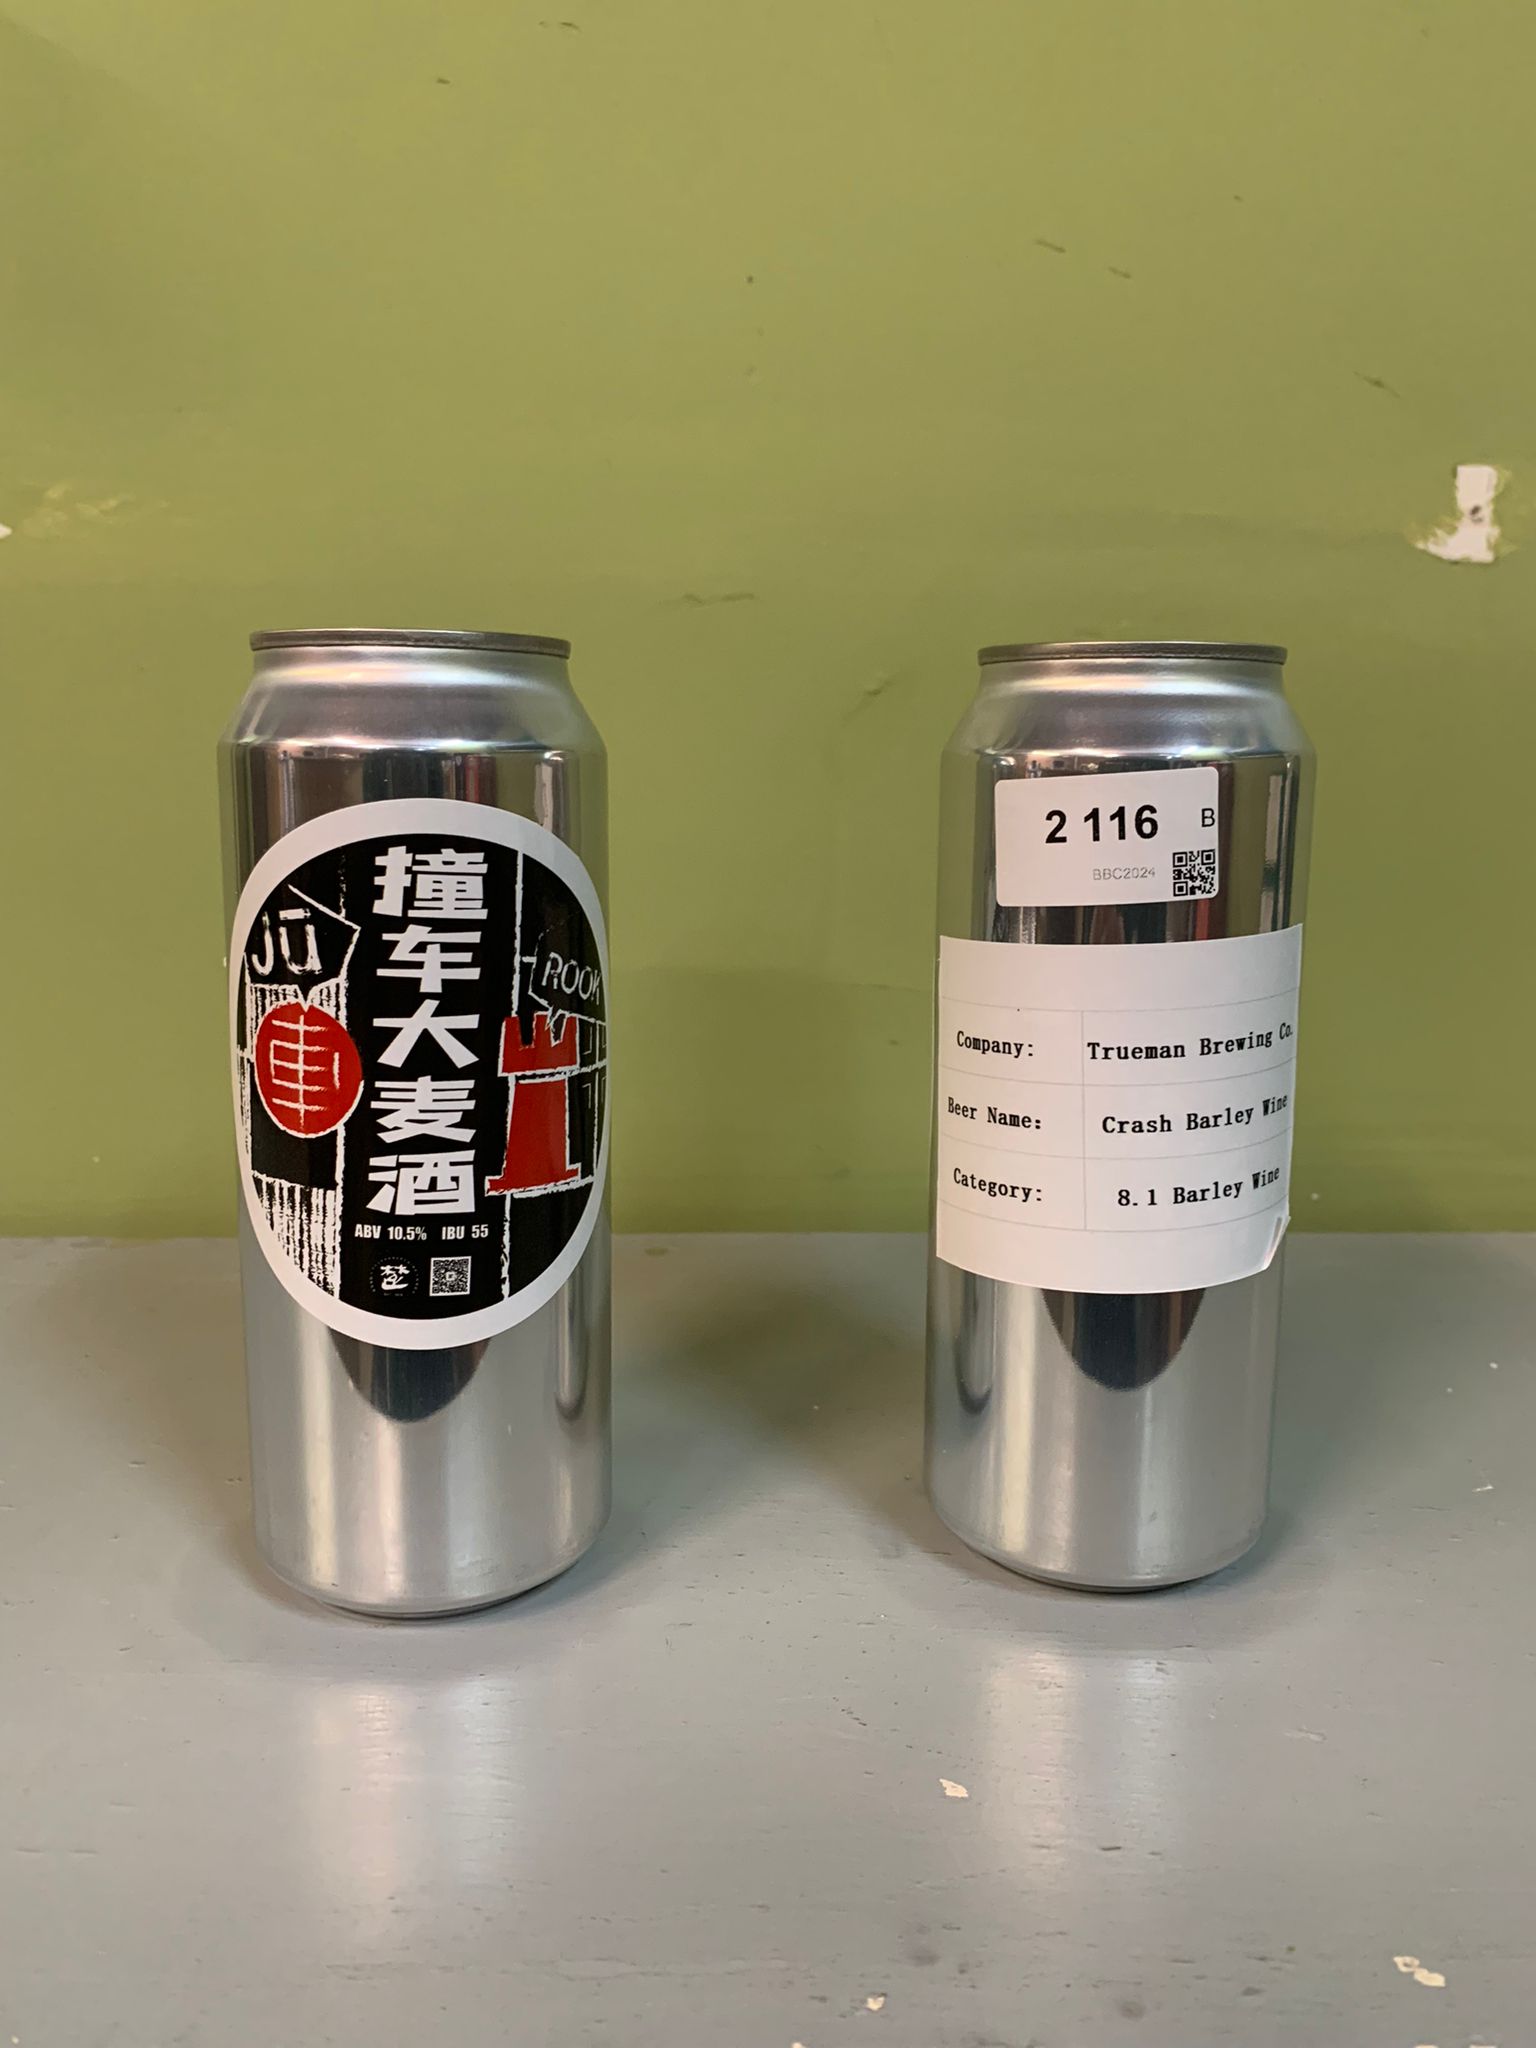 撞车大麦酒
Jū
車
ROOK
ABV 10.5% IBU 55
2 116 B
BBC2024
Company: Trueman Brewing Co.
Beer Name: Crash Barley Wine
Category: 8.1 Barley Wine